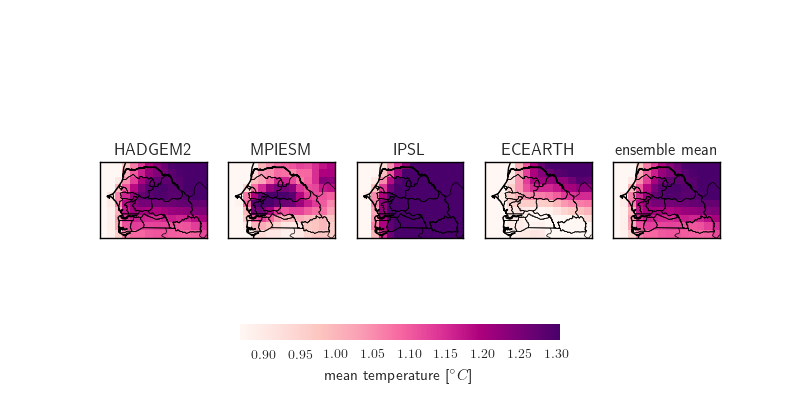 HADGEM2 MPIESM IPSL ECEARTH ensemble mean
0.90 0.95 1.00 1.05 1.10 1.15 1.20 1.25 1.30
mean temperature [°C]